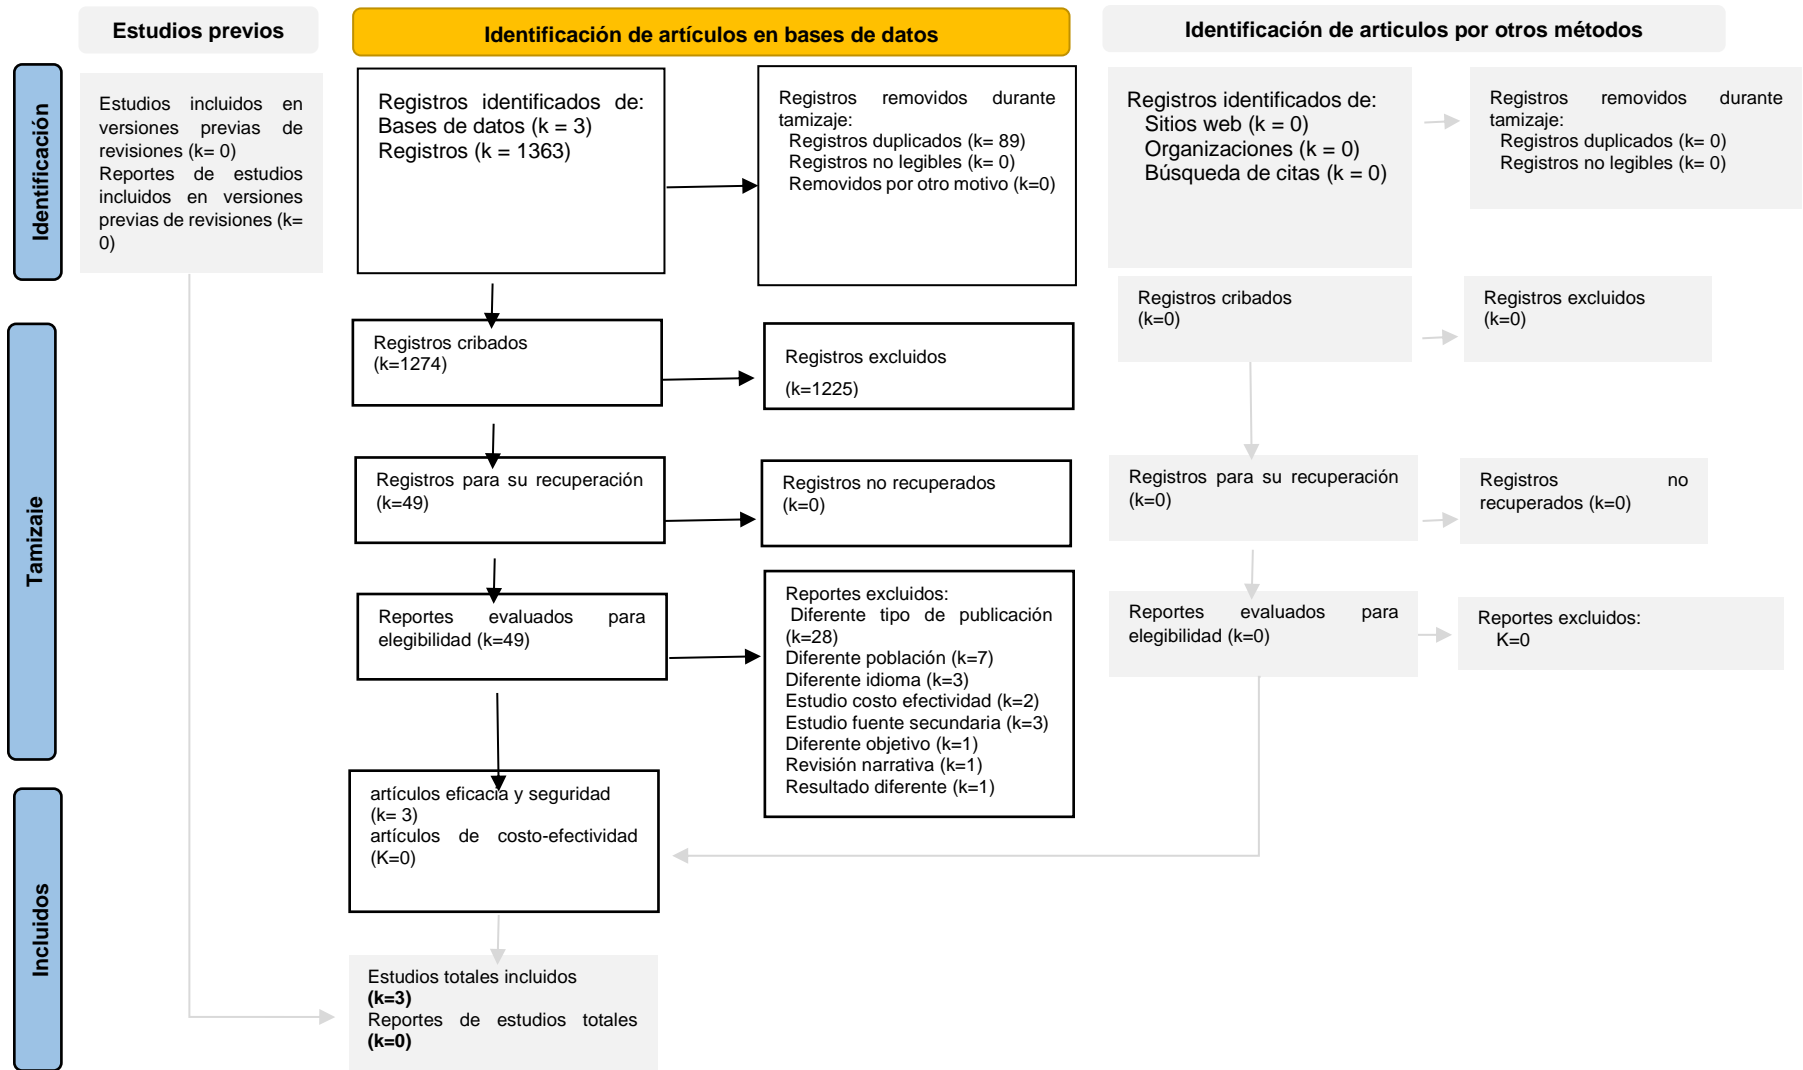 Estudios previos
Identificación de artículos en bases de datos
Identificación de articulos por otros métodos
Identificación
Estudios incluidos en
versiones previas de
revisiones (k= 0)
Reportes de estudios
incluidos en versiones
previas de revisiones (k=
0)
Registros identificados de:
Bases de datos (k = 3)
Registros (k = 1363)
Registros removidos durante
tamizaje:
Registros duplicados (k= 89)
Registros no legibles (k= 0)
Removidos por otro motivo (k=0)
Registros identificados de:
Sitios web (k = 0)
Organizaciones (k = 0)
Búsqueda de citas (k = 0)
Registros removidos durante
tamizaje:
Registros duplicados (k= 0)
Registros no legibles (k= 0)
Tamizaie
Registros cribados
(k=1274)
Registros excluidos
(k=1225)
Registros cribados
(k=0)
Registros excluidos
(k=0)
Registros para su recuperación
(k=49)
Registros no recuperados
(k=0)
Registros para su recuperación
(k=0)
Registros no
recuperados (k=0)
Reportes evaluados para
elegibilidad (k=49)
Reportes excluidos:
Diferente tipo de publicación
(k=28)
Diferente población (k=7)
Diferente idioma (k=3)
Estudio costo efectividad (k=2)
Estudio fuente secundaria (k=3)
Diferente objetivo (k=1)
Revisión narrativa (k=1)
Resultado diferente (k=1)
Reportes evaluados para
elegibilidad (k=0)
Reportes excluidos:
K=0
Incluidos
artículos eficacia y seguridad
(k= 3)
artículos de costo-efectividad
(K=0)
Estudios totales incluidos
(k=3)
Reportes de estudios totales
(k=0)